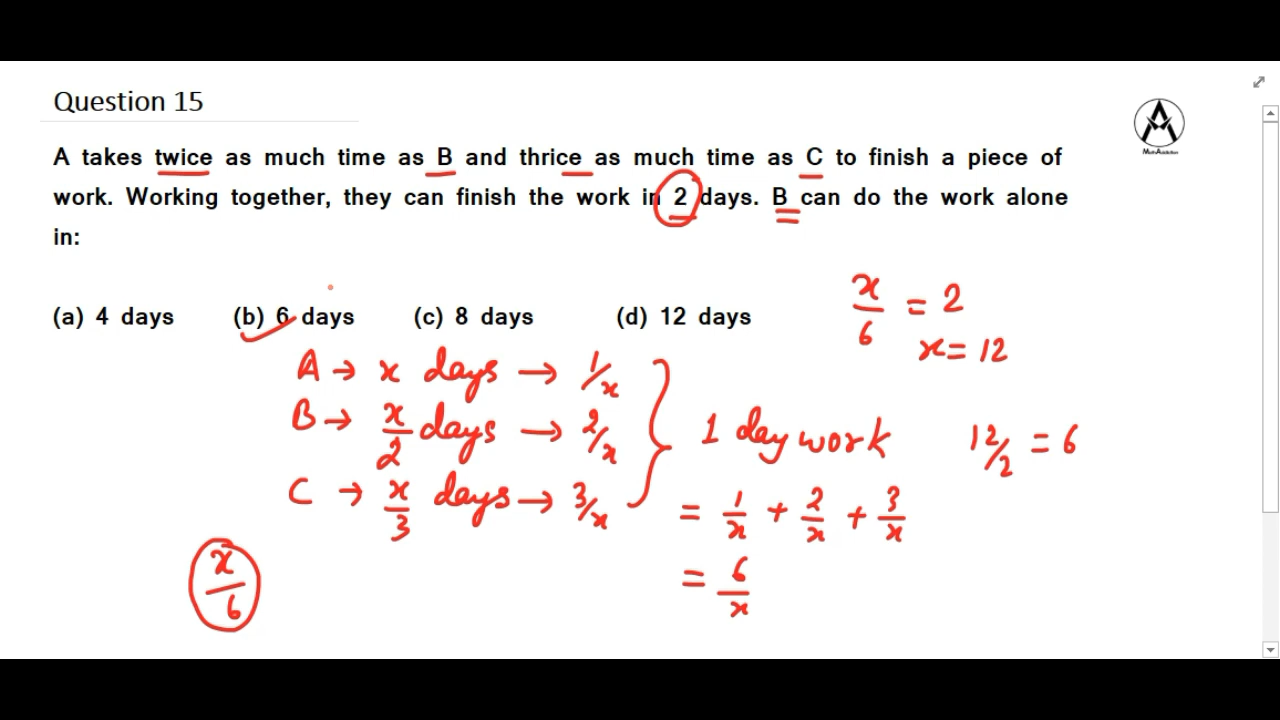 Question 15
A takes twice as much time as B and thrice as much time as C to finish a piece of
work. Working together, they can finish the work in 2 days. B can do the work alone
in:
(a) 4 days (b) 6 days (c) 8 days (d) 12 days
x/6 = 2
x = 12
A → x days → 1/x
B → x/2 days → 2/x
C → x/3 days → 3/x
1 day work
= 1/x + 2/x + 3/x
= 6/x
12/2 = 6
x/6